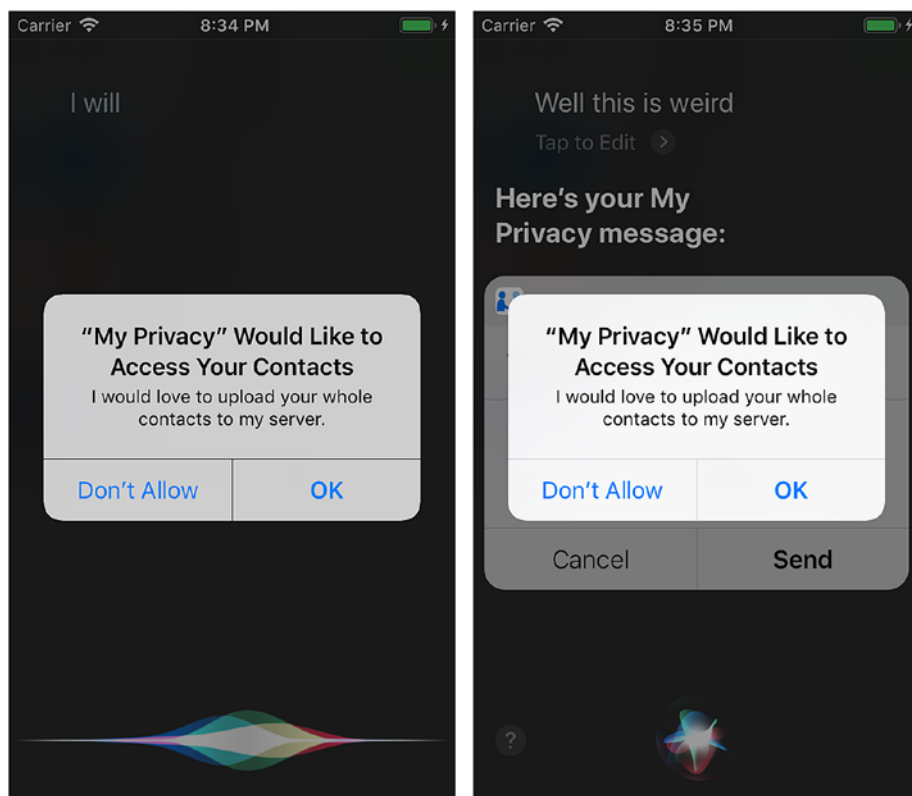 Carrier 8:34 PM
I will
“My Privacy” Would Like to
Access Your Contacts
I would love to upload your whole
contacts to my server.
Don’t Allow OK
Carrier 8:35 PM
Well this is weird
Tap to Edit >
Here’s your My
Privacy message:
“My Privacy” Would Like to
Access Your Contacts
I would love to upload your whole
contacts to my server.
Don’t Allow OK
Cancel Send
?